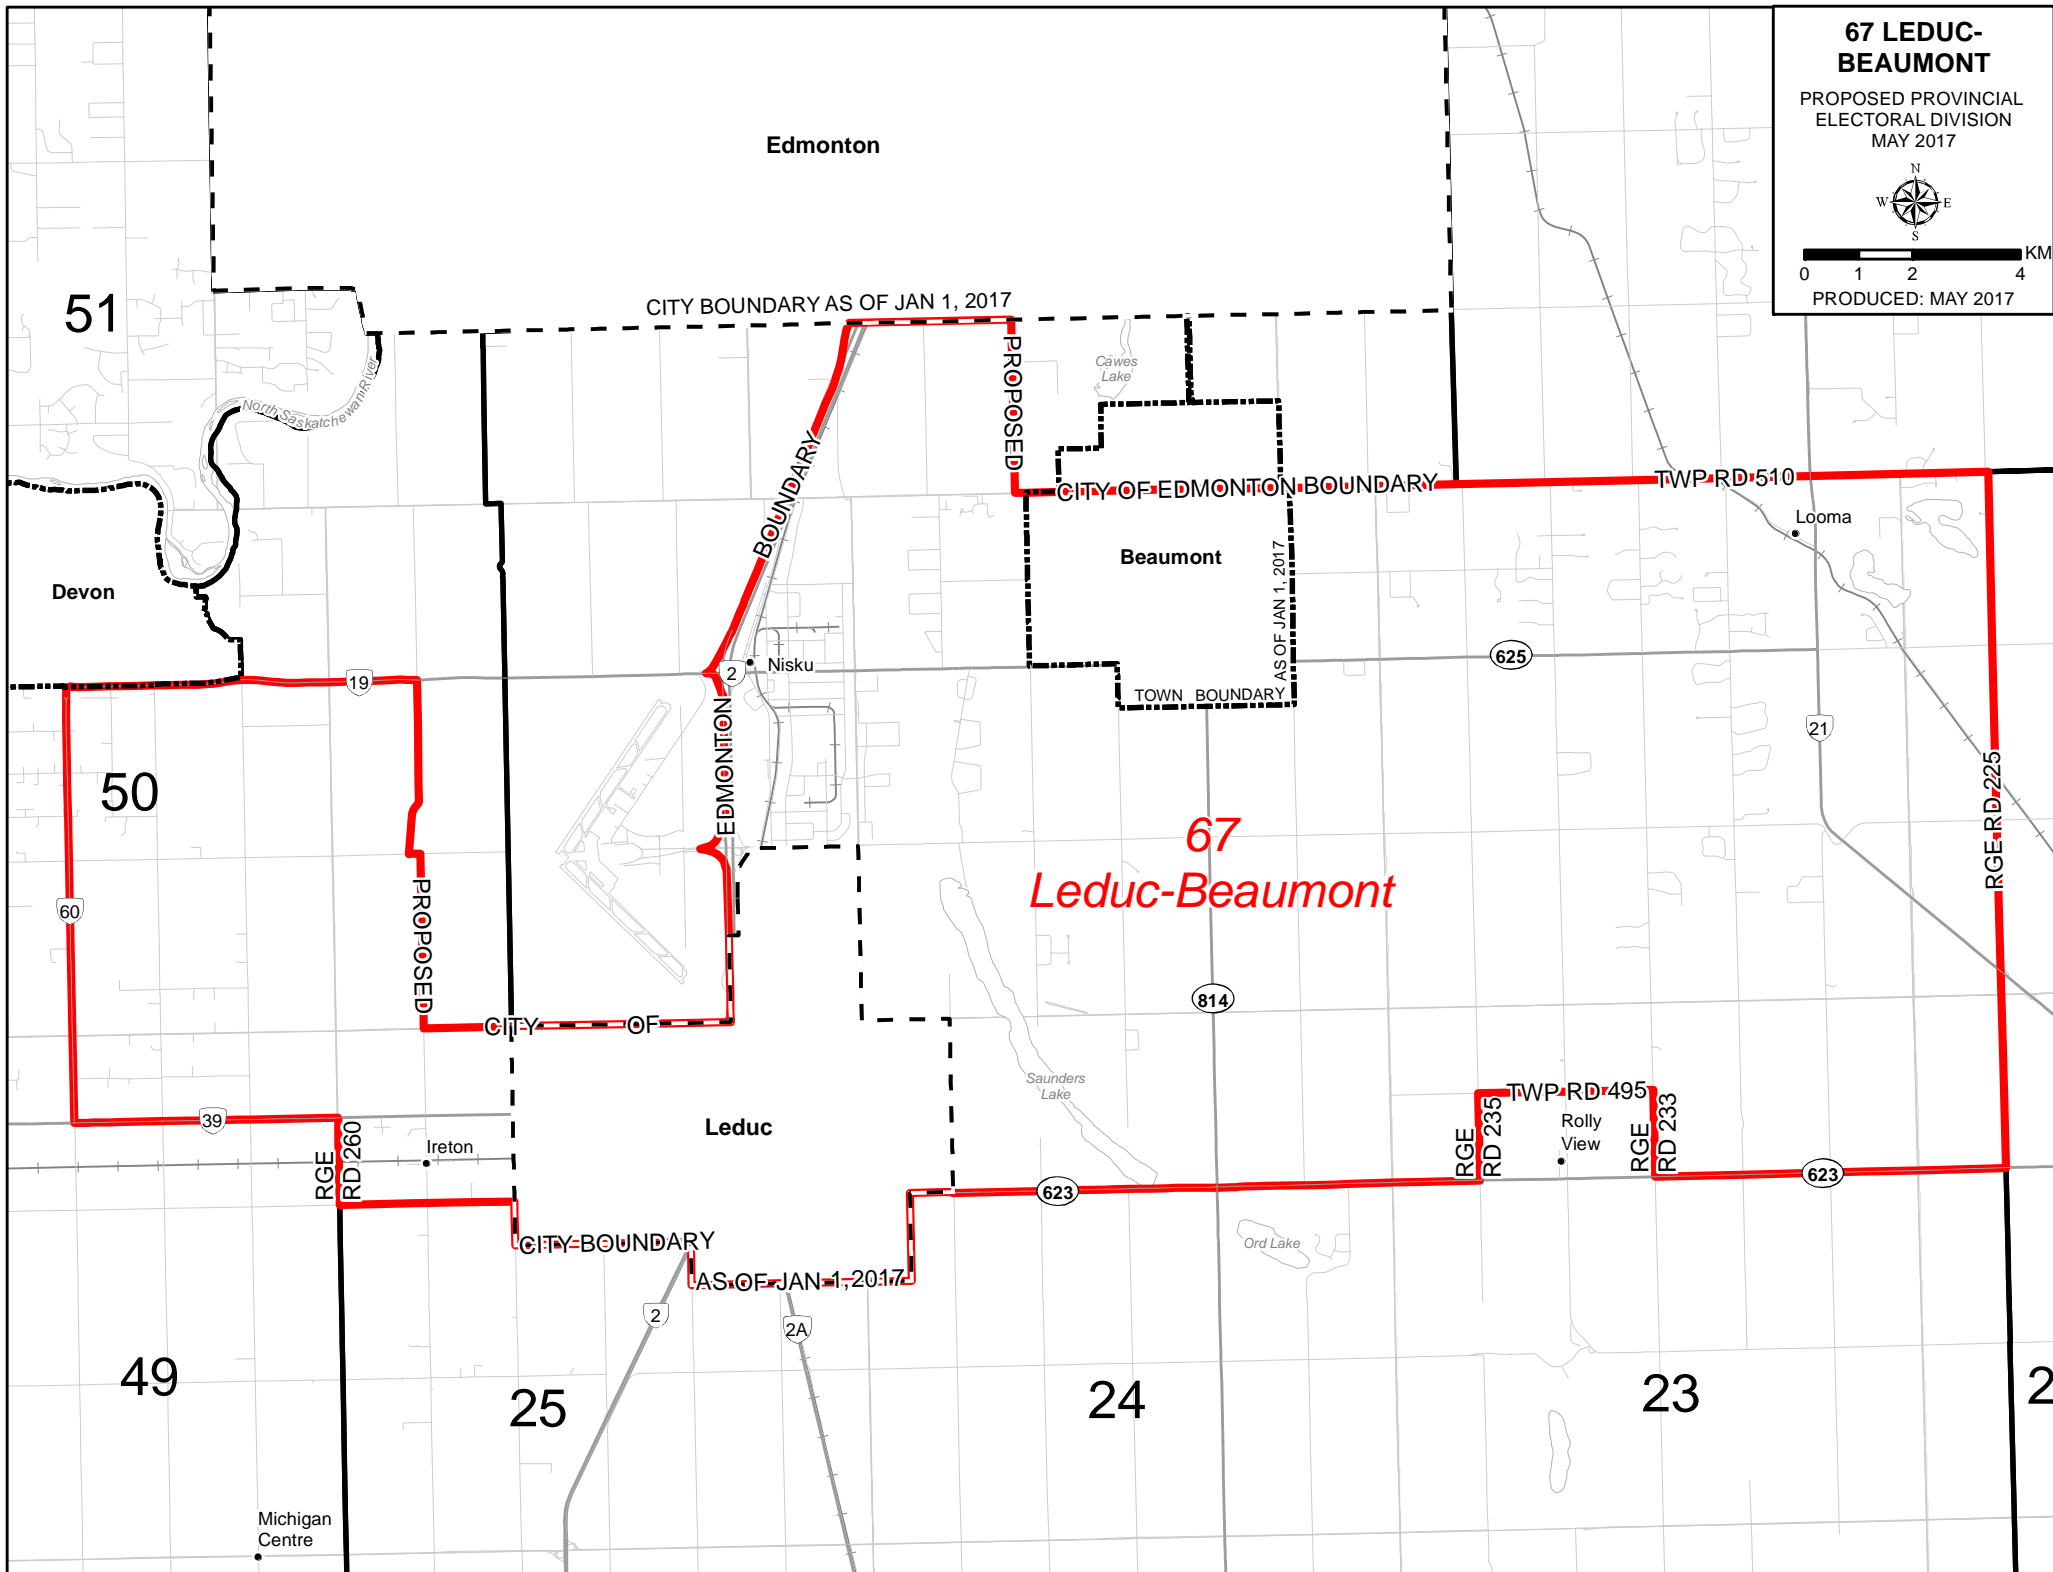 67 LEDUC-
BEAUMONT
PROPOSED PROVINCIAL
ELECTORAL DIVISION
MAY 2017
N
W E
S
KM
0 1 2 4
PRODUCED: MAY 2017
Edmonton
51
CITY BOUNDARY AS OF JAN 1, 2017
North Saskatchewan River
PROPOSED
Cawes
Lake
BOUNDARY
CITY OF EDMONTON BOUNDARY
TWP RD 510
Looma
Beaumont
AS OF JAN 1, 2017
Devon
625
Nisku
2
19
TOWN BOUNDARY
21
EDMONTON
50
RGE RD 225
67
Leduc-Beaumont
60
PROPOSED
814
CITY OF
Saunders
Lake
TWP RD 495
RGE
RD 235
Rolly
View
RGE
RD 233
39
Leduc
Ireton
RGE
RD 260
623
623
CITY BOUNDARY
Ord Lake
AS OF JAN 1, 2017
2
2A
49
25
24
23
2
Michigan
Centre